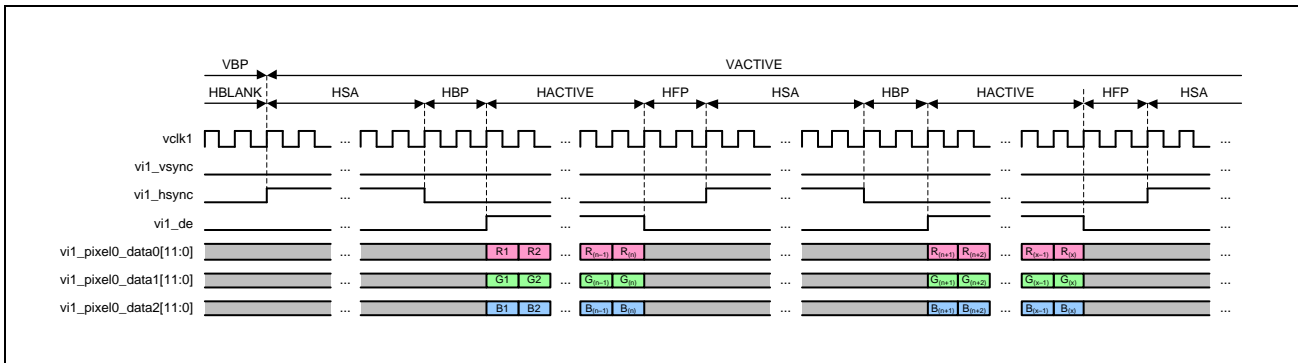 VBP VACTIVE
HBLANK HSA HBP HACTIVE HFP HSA HBP HACTIVE HFP HSA
vclk1 ... ... ... ... ... ...
vi1_vsync ... ... ... ... ... ...
vi1_hsync ... ... ... ... ... ...
vi1_de ... ... ... ... ... ...
vi1_pixel0_data0[11:0] ... R1 R2 ... R(n−1) R(n) ... R(n+1) R(n+2) ... R(x−1) R(x) ...
vi1_pixel0_data1[11:0] ... G1 G2 ... G(n−1) G(n) ... G(n+1) G(n+2) ... G(x−1) G(x) ...
vi1_pixel0_data2[11:0] ... B1 B2 ... B(n−1) B(n) ... B(n+1) B(n+2) ... B(x−1) B(x) ...